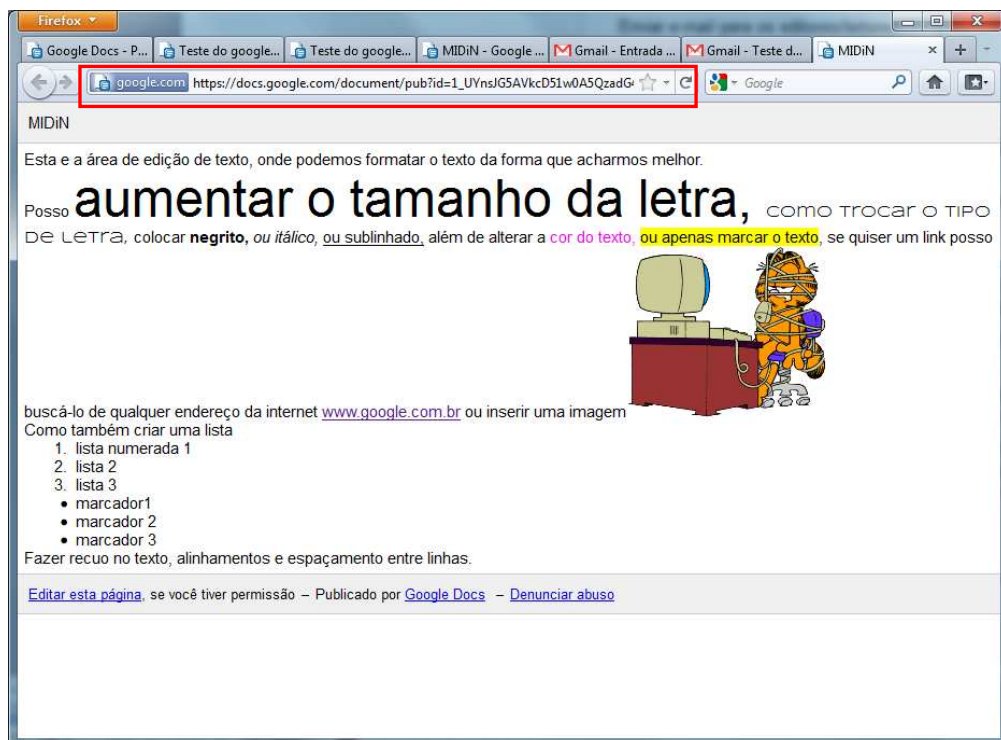 Firefox
Google Docs - P...
Teste do google...
Teste do google...
MIDiN - Google ...
Gmail - Entrada ...
Gmail - Teste d...
MIDiN
google.com https://docs.google.com/document/pub?id=1_UYnsJG5AVkcD51w0A5QzadG
Google
MIDiN
Esta e a área de edição de texto, onde podemos formatar o texto da forma que acharmos melhor.
Posso aumentar o tamanho da letra, como trocar o tipo
de letra, colocar negrito, ou itálico, ou sublinhado, além de alterar a cor do texto, ou apenas marcar o texto, se quiser um link posso
buscá-lo de qualquer endereço da internet www.google.com.br ou inserir uma imagem
Como também criar uma lista
1. lista numerada 1
2. lista 2
3. lista 3
• marcador1
• marcador 2
• marcador 3
Fazer recuo no texto, alinhamentos e espaçamento entre linhas.
Editar esta página, se você tiver permissão – Publicado por Google Docs – Denunciar abuso